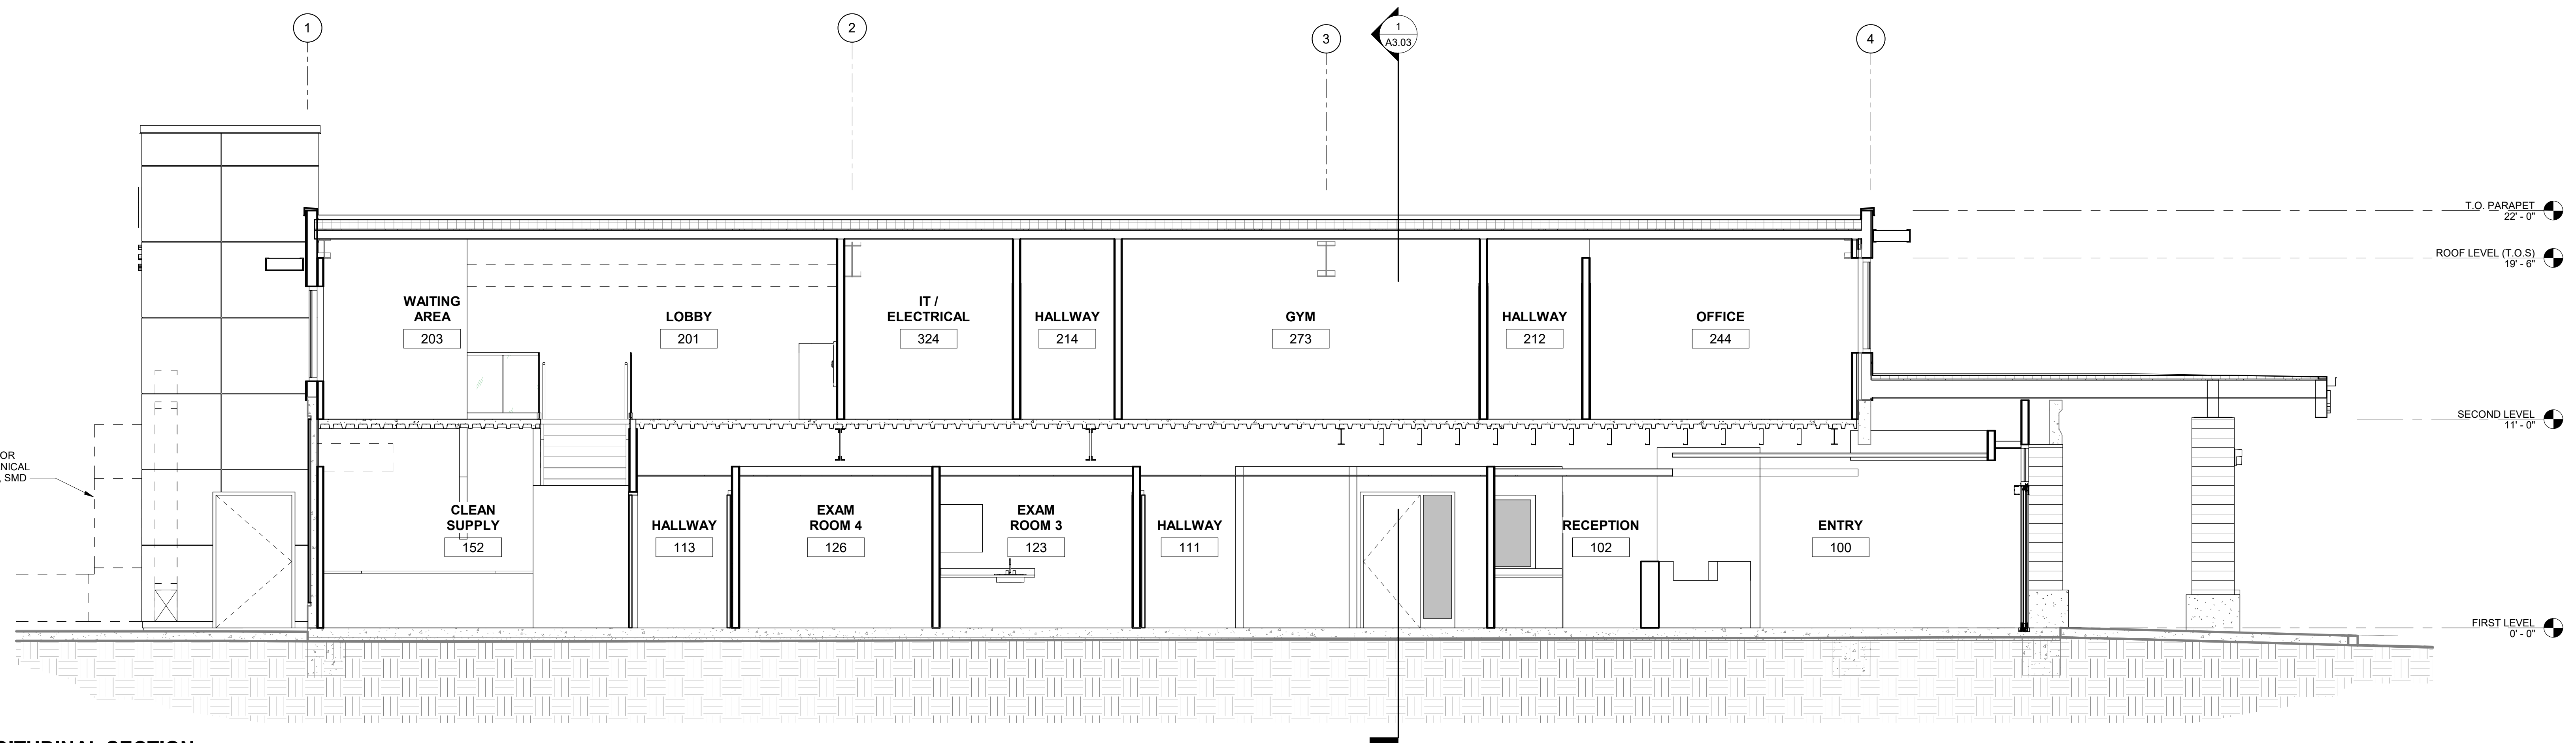 1
2
3
1
A3.03
4
T.O. PARAPET
22' - 0"
ROOF LEVEL (T.O.S)
19' - 6"
WAITING
AREA
203
LOBBY
201
IT /
ELECTRICAL
324
HALLWAY
214
GYM
273
HALLWAY
212
OFFICE
244
SECOND LEVEL
11' - 0"
SMD
CLEAN
SUPPLY
152
HALLWAY
113
EXAM
ROOM 4
126
EXAM
ROOM 3
123
HALLWAY
111
RECEPTION
102
ENTRY
100
FIRST LEVEL
0' - 0"
SECTION